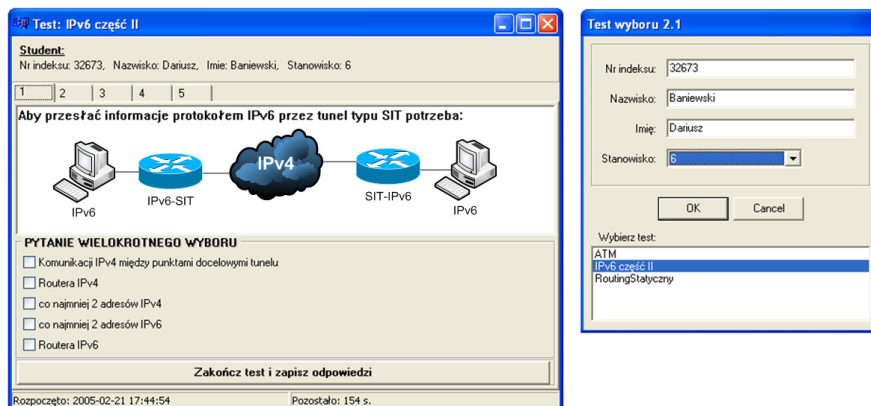 Test: IPv6 część II
Student:
Nr indeksu: 32673, Nazwisko: Dariusz, Imie: Baniewski, Stanowisko: 6
1 2 3 4 5
Aby przesłać informacje protokołem IPv6 przez tunel typu SIT potrzeba:
IPv4
IPv6 IPv6-SIT SIT-IPv6 IPv6
PYTANIE WIELOKROTNEGO WYBORU
Komunikacji IPv4 między punktami docelowymi tunelu
Routera IPv4
co najmniej 2 adresów IPv4
co najmniej 2 adresów IPv6
Routera IPv6
Zakończ test i zapisz odpowiedzi
Rozpoczęto: 2005-02-21 17:44:54 Pozostało: 154 s.
Test wyboru 2.1
Nr indeksu: 32673
Nazwisko: Baniewski
Imię: Dariusz
Stanowisko: 6
OK Cancel
Wybierz test:
ATM
IPv6 część II
RoutingStatyczny